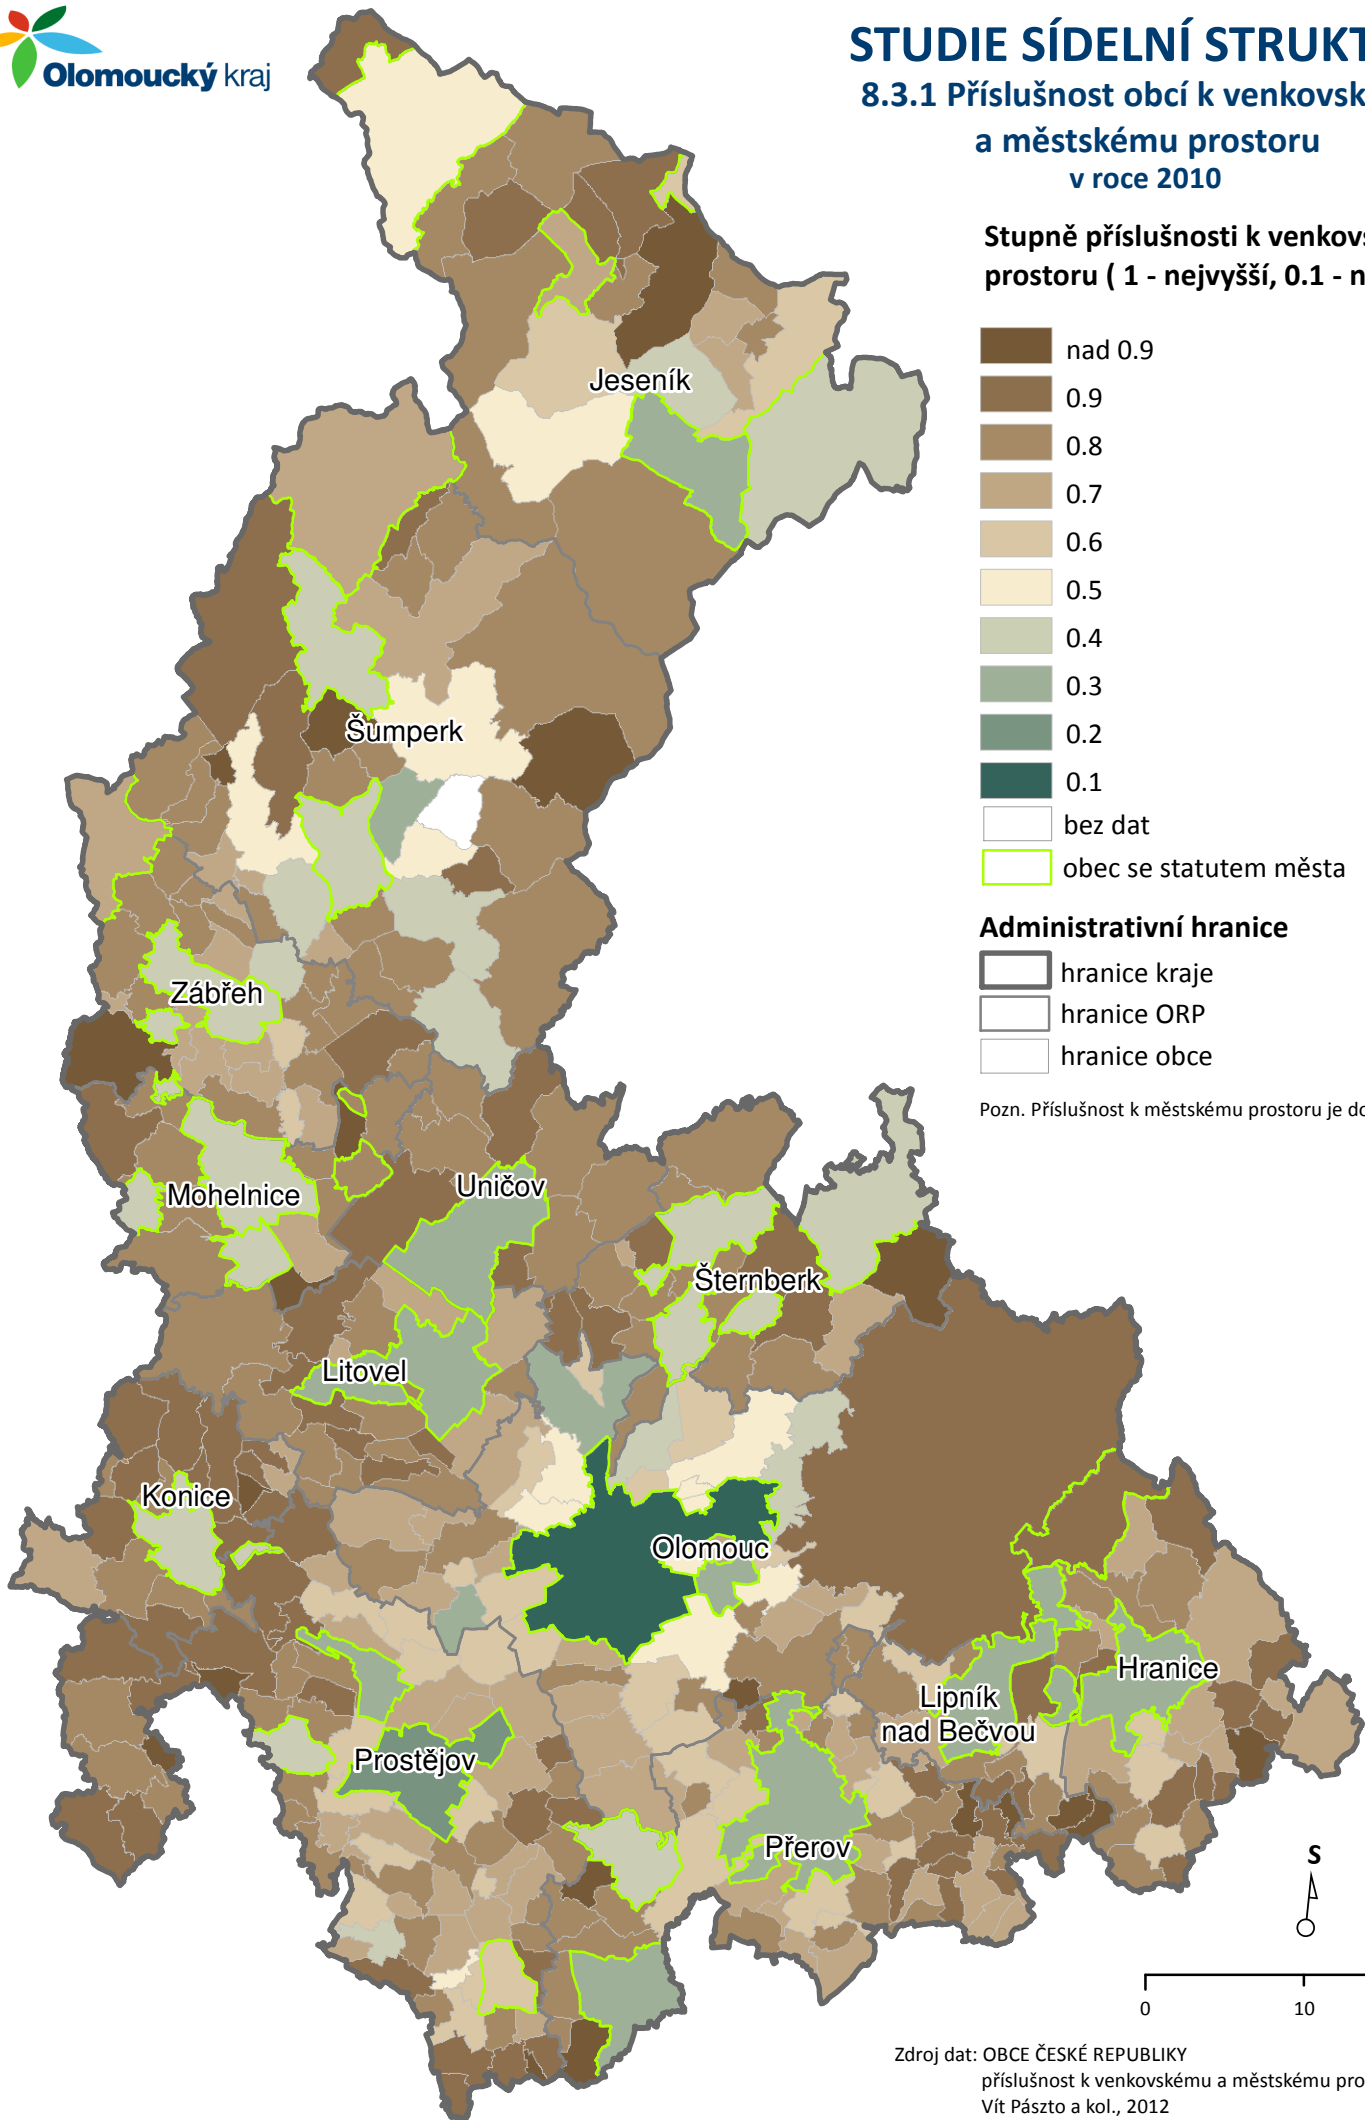 Olomoucký kraj
STUDIE SÍDELNÍ STRUKT
8.3.1 Příslušnost obcí k venkovsk
a městskému prostoru
v roce 2010
Stupně příslušnosti k venkovs
prostoru ( 1 - nejvyšší, 0.1 - n
nad 0.9
0.9
0.8
0.7
0.6
0.5
0.4
0.3
0.2
0.1
bez dat
obec se statutem města
Administrativní hranice
hranice kraje
hranice ORP
hranice obce
Pozn. Příslušnost k městskému prostoru je do
Jeseník
Šumperk
Zábřeh
Mohelnice
Uničov
Šternberk
Litovel
Konice
Olomouc
Hranice
Lipník
nad Bečvou
Prostějov
Přerov
S
0 10
Zdroj dat: OBCE ČESKÉ REPUBLIKY
příslušnost k venkovskému a městskému pro
Vít Pászto a kol., 2012